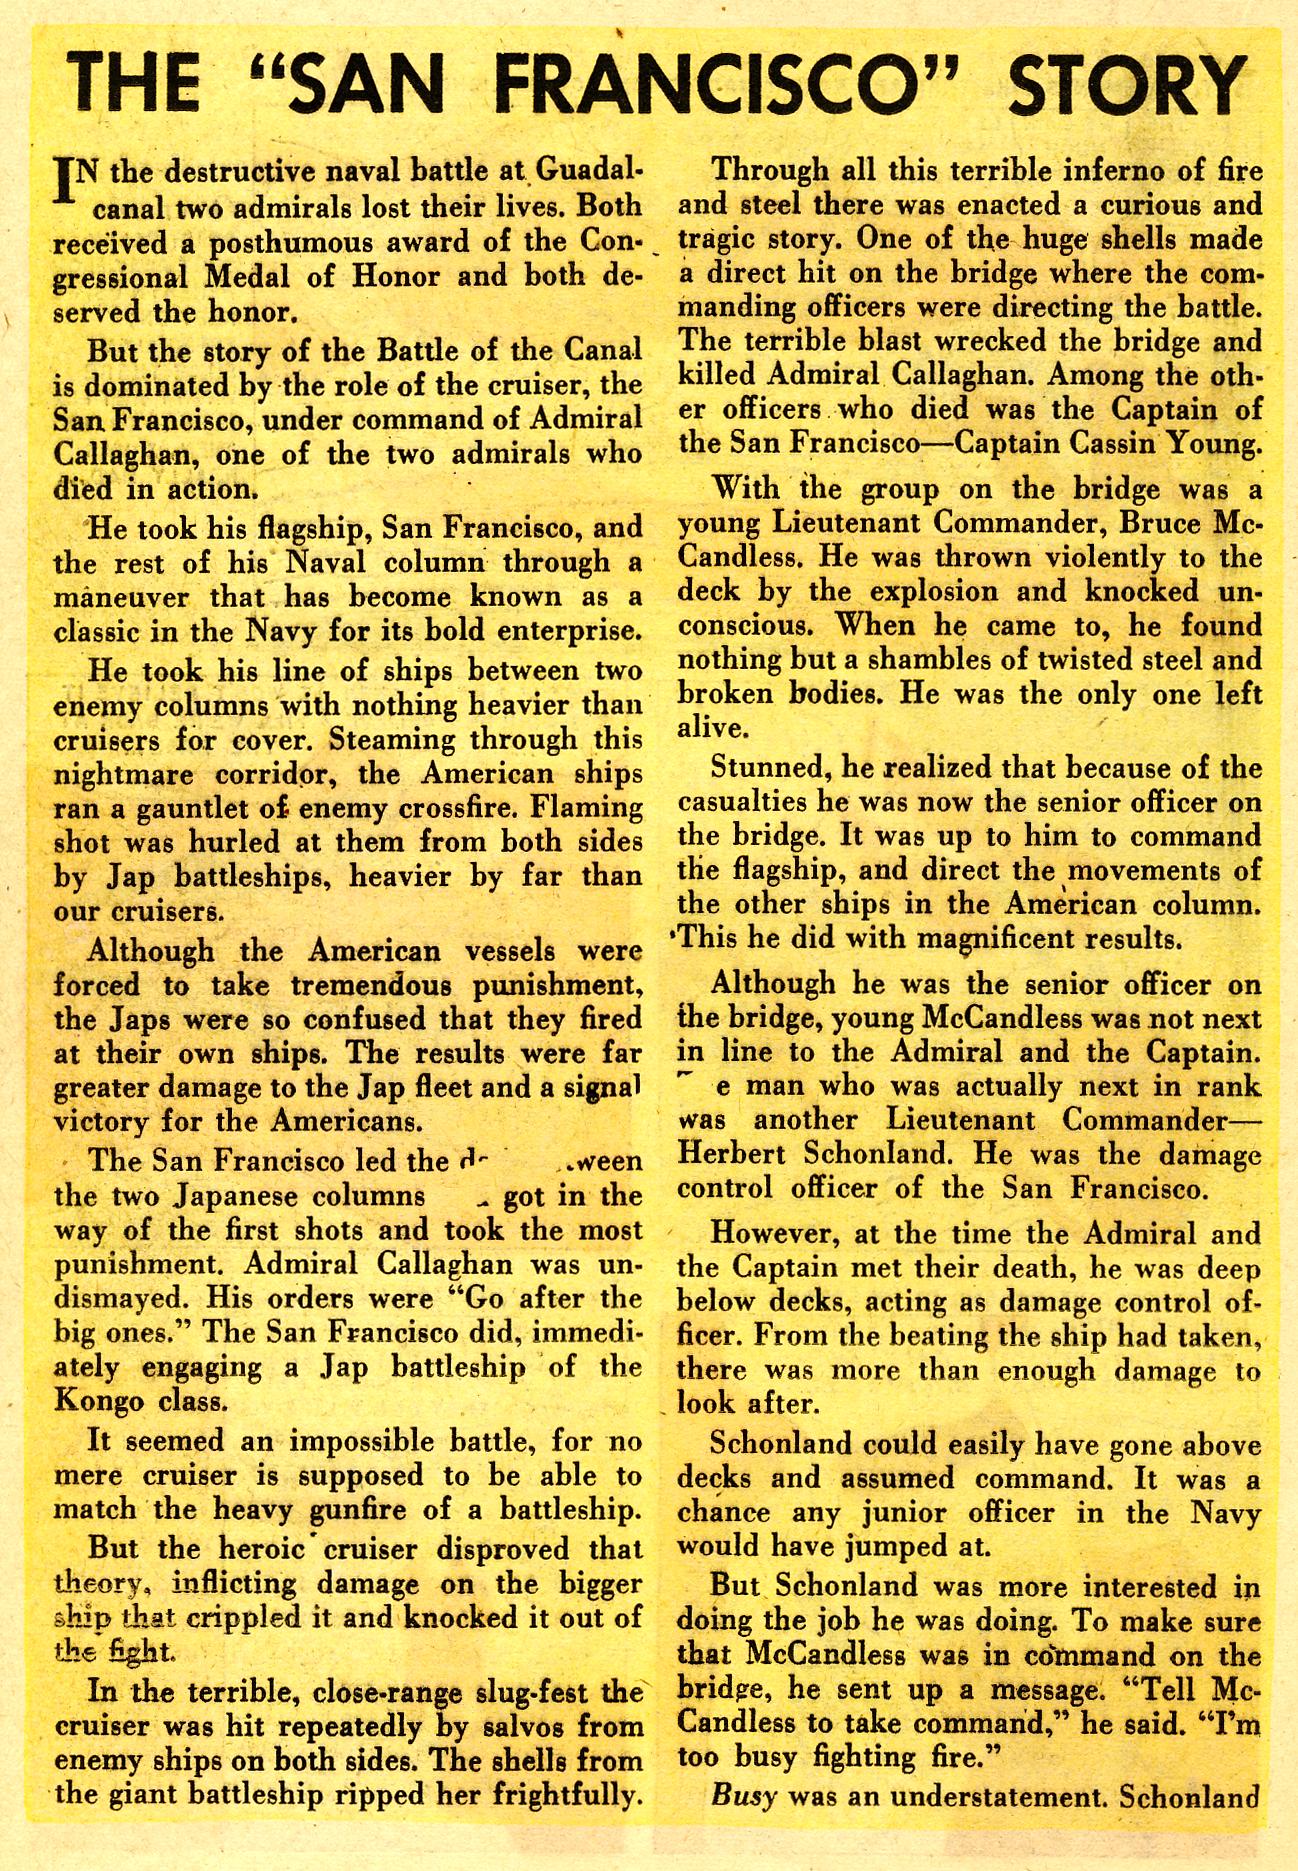 THE “SAN FRANCISCO” STORY
IN the destructive naval battle at Guadal-
canal two admirals lost their lives. Both
received a posthumous award of the Con-
gressional Medal of Honor and both de-
served the honor.
But the story of the Battle of the Canal
is dominated by the role of the cruiser, the
San Francisco, under command of Admiral
Callaghan, one of the two admirals who
died in action.
He took his flagship, San Francisco, and
the rest of his Naval column through a
maneuver that has become known as a
classic in the Navy for its bold enterprise.
He took his line of ships between two
enemy columns with nothing heavier than
cruisers for cover. Steaming through this
nightmare corridor, the American ships
ran a gauntlet of enemy crossfire. Flaming
shot was hurled at them from both sides
by Jap battleships, heavier by far than
our cruisers.
Although the American vessels were
forced to take tremendous punishment,
the Japs were so confused that they fired
at their own ships. The results were far
greater damage to the Jap fleet and a signal
victory for the Americans.
The San Francisco led the
the two Japanese columns got in the
way of the first shots and took the most
punishment. Admiral Callaghan was un-
dismayed. His orders were “Go after the
big ones.” The San Francisco did, immedi-
ately engaging a Jap battleship of the
Kongo class.
It seemed an impossible battle, for no
mere cruiser is supposed to be able to
match the heavy gunfire of a battleship.
But the heroic cruiser disproved that
theory, inflicting damage on the bigger
ship that crippled it and knocked it out of
the fight.
In the terrible, close-range slug-fest the
cruiser was hit repeatedly by salvos from
enemy ships on both sides. The shells from
the giant battleship ripped her frightfully.
Through all this terrible inferno of fire
and steel there was enacted a curious and
tragic story. One of the huge shells made
a direct hit on the bridge where the com-
manding officers were directing the battle.
The terrible blast wrecked the bridge and
killed Admiral Callaghan. Among the oth-
er officers who died was the Captain of
the San Francisco—Captain Cassin Young.
With the group on the bridge was a
young Lieutenant Commander, Bruce Mc-
Candless. He was thrown violently to the
deck by the explosion and knocked un-
conscious. When he came to, he found
nothing but a shambles of twisted steel and
broken bodies. He was the only one left
alive.
Stunned, he realized that because of the
casualties he was now the senior officer on
the bridge. It was up to him to command
the flagship, and direct the movements of
the other ships in the American column.
This he did with magnificent results.
Although he was the senior officer on
the bridge, young McCandless was not next
in line to the Admiral and the Captain.
man who was actually next in rank
was another Lieutenant Commander—
Herbert Schonland. He was the damage
control officer of the San Francisco.
However, at the time the Admiral and
the Captain met their death, he was deep
below decks, acting as damage control of-
ficer. From the beating the ship had taken,
there was more than enough damage to
look after.
Schonland could easily have gone above
decks and assumed command. It was a
chance any junior officer in the Navy
would have jumped at.
But Schonland was more interested in
doing the job he was doing. To make sure
that McCandless was in command on the
bridge, he sent up a message. “Tell Mc-
Candless to take command,” he said. “I’m
too busy fighting fire.”
Busy was an understatement. Schonland